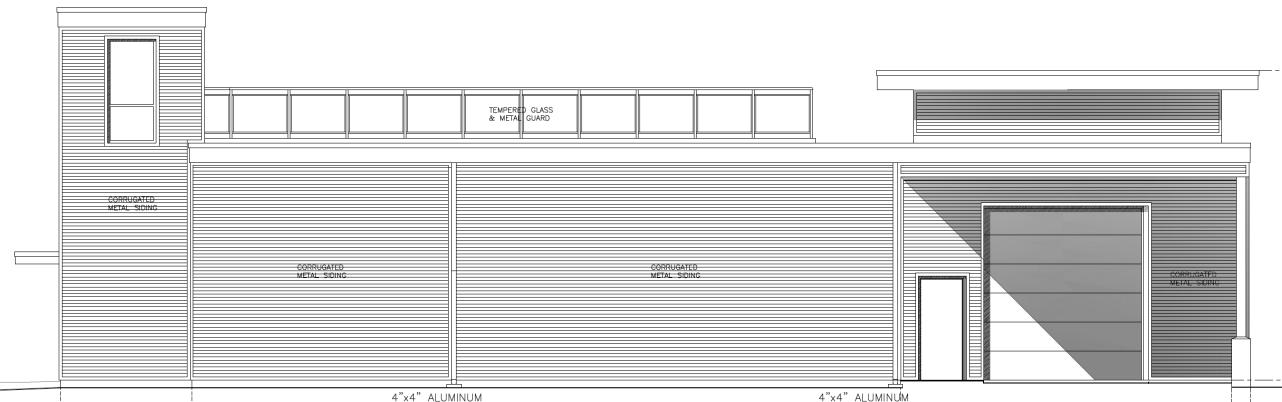 TEMPERED GLASS
& METAL GUARD
CORRUGATED
METAL SIDING
CORRUGATED
METAL SIDING
CORRUGATED
METAL SIDING
CORRUGATED
METAL SIDING
4"x4" ALUMINUM
4"x4" ALUMINUM